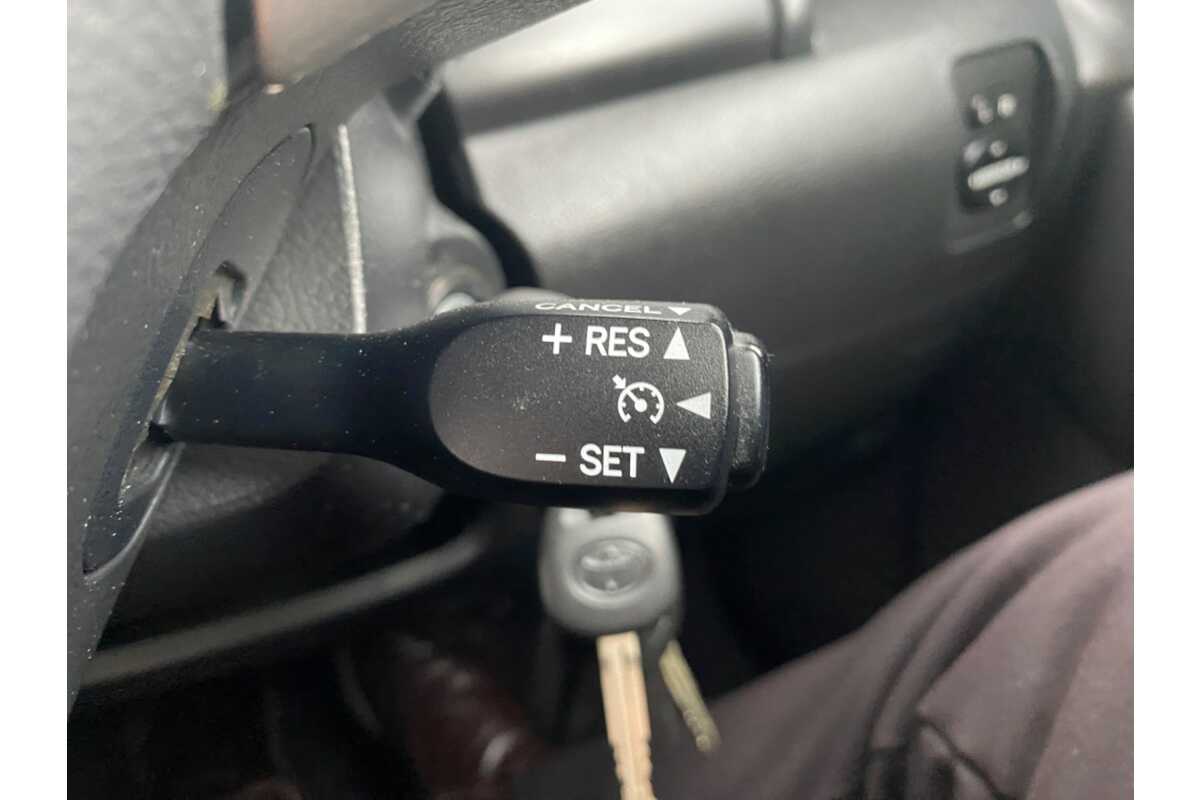 CANCEL ▼
+ RES ▲
◀
− SET ▼